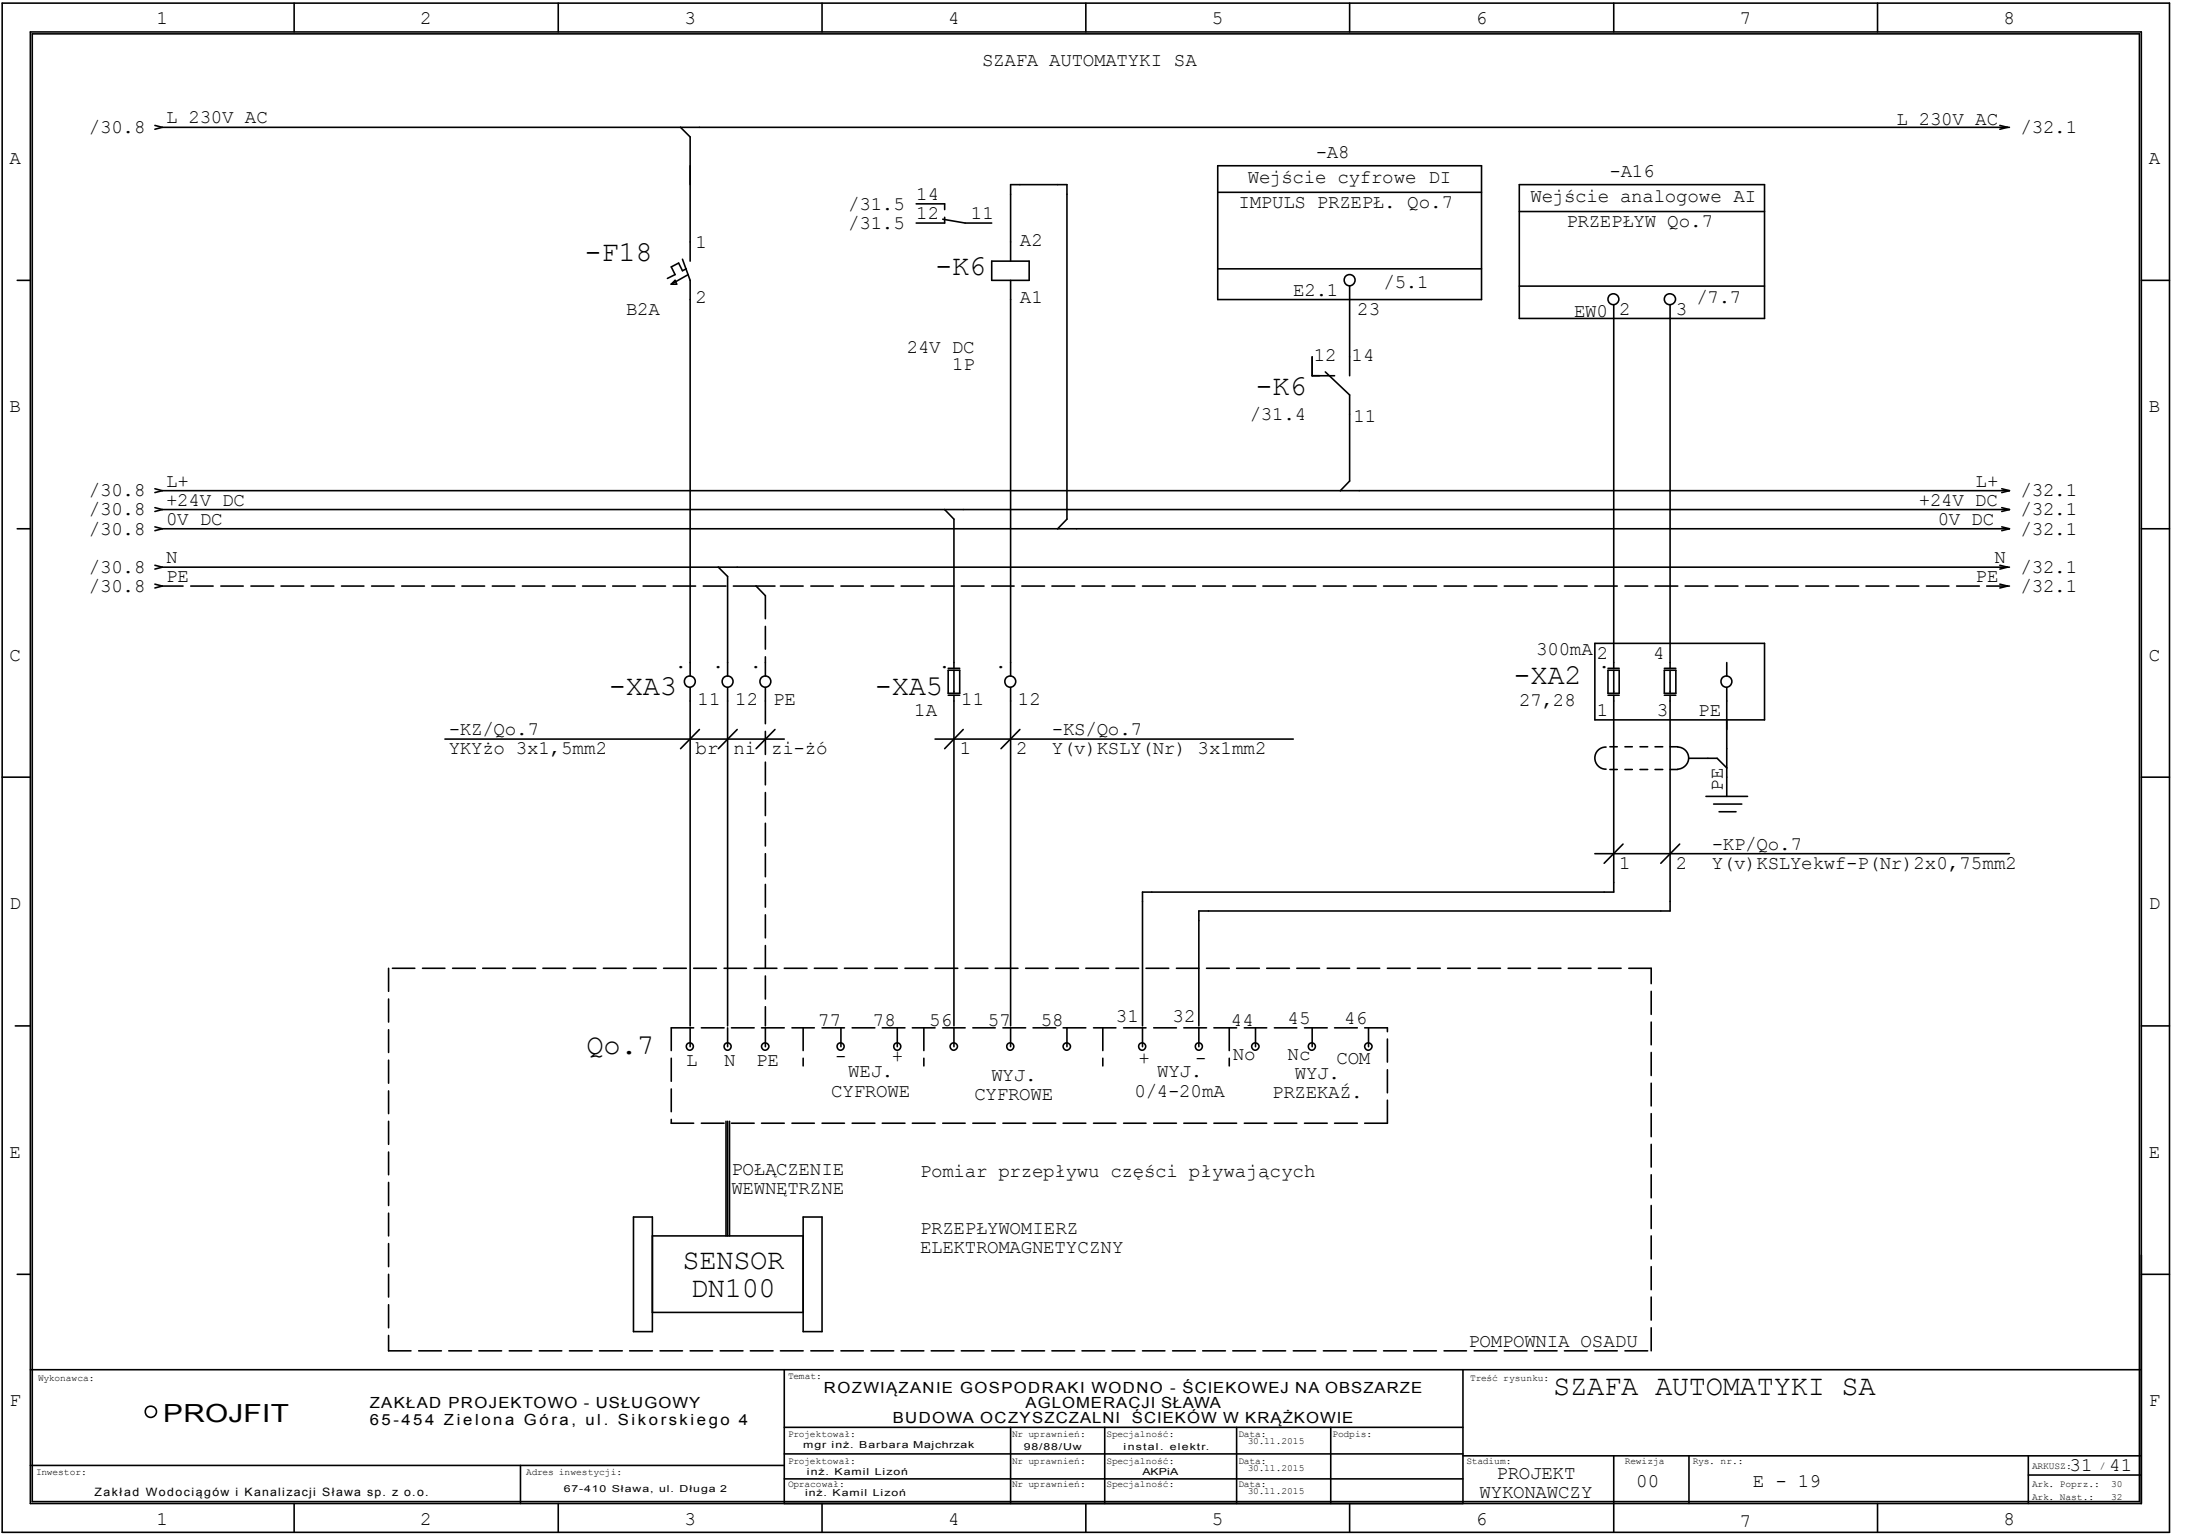 1 2 3 4 5 6 7 8
SZAFA AUTOMATYKI SA
/30.8 L 230V AC
L 230V AC /32.1
A A
-A8
Wejście cyfrowe DI
IMPULS PRZEPŁ. Qo.7
E2.1 /5.1
23
-A16
Wejście analogowe AI
PRZEPŁYW Qo.7
EW0 2 3 /7.7
/31.5 14
/31.5 12 11
-F18
1
2
B2A
A2
-K6
A1
24V DC
1P
12 14
-K6
/31.4
11
B B
/30.8 L+
/30.8 +24V DC
/30.8 0V DC
L+ /32.1
+24V DC /32.1
0V DC /32.1
/30.8 N
/30.8 PE
N /32.1
PE /32.1
C C
-XA3 11 12 PE
-XA5 11 12
1A
300mA 2 4
-XA2
27,28
1 3 PE
-KZ/Qo.7
YKYżo 3x1,5mm2 br ni zi-żó
1 2
-KS/Qo.7
Y(v)KSLY(Nr) 3x1mm2
PE
-KP/Qo.7
1 2 Y(v)KSLYekwf-P(Nr)2x0,75mm2
D D
Qo.7
77 78 56 57 58 31 32 44 45 46
L N PE - + + - No Nc COM
WEJ.
CYFROWE
WYJ.
CYFROWE
WYJ.
0/4-20mA
WYJ.
PRZEKAŹ.
E E
POŁĄCZENIE
WEWNĘTRZNE
Pomiar przepływu części pływających
PRZEPŁYWOMIERZ
ELEKTROMAGNETYCZNY
SENSOR
DN100
POMPOWNIA OSADU
F F
Wykonawca:
PROJFIT
ZAKŁAD PROJEKTOWO - USŁUGOWY
65-454 Zielona Góra, ul. Sikorskiego 4
Inwestor:
Zakład Wodociągów i Kanalizacji Sława sp. z o.o.
Adres inwestycji:
67-410 Sława, ul. Długa 2
Temat:
ROZWIĄZANIE GOSPODRAKI WODNO - ŚCIEKOWEJ NA OBSZARZE
AGLOMERACJI SŁAWA
BUDOWA OCZYSZCZALNI ŚCIEKÓW W KRĄŻKOWIE
Projektował: Nr uprawnień: Specjalność: Data: Podpis:
mgr inż. Barbara Majchrzak 98/88/Uw instal. elektr. 30.11.2015
Projektował: Nr uprawnień: Specjalność: Data:
inż. Kamil Lizoń AKPiA 30.11.2015
Opracował: Nr uprawnień: Specjalność: Data:
inż. Kamil Lizoń 30.11.2015
Treść rysunku: SZAFA AUTOMATYKI SA
Stadium:
PROJEKT
WYKONAWCZY
Rewizja
00
Rys. nr.:
E - 19
ARKUSZ: 31 / 41
Ark. Poprz.: 30
Ark. Nast.: 32
1 2 3 4 5 6 7 8